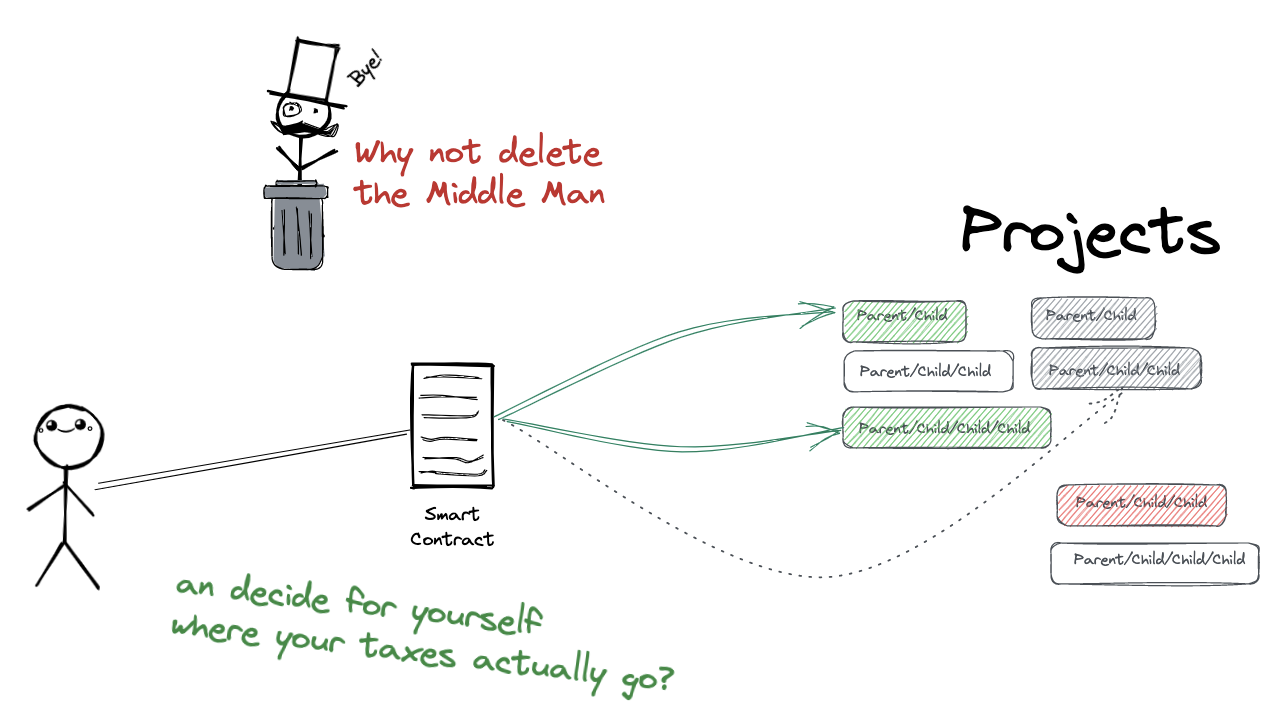 Bye!
Why not delete
the Middle Man
Projects
Parent/Child
Parent/Child
Parent/Child/Child
Parent/Child/Child
Parent/Child/Child/Child
Parent/Child/Child
Parent/Child/Child/Child
Smart
Contract
an decide for yourself
where your taxes actually go?